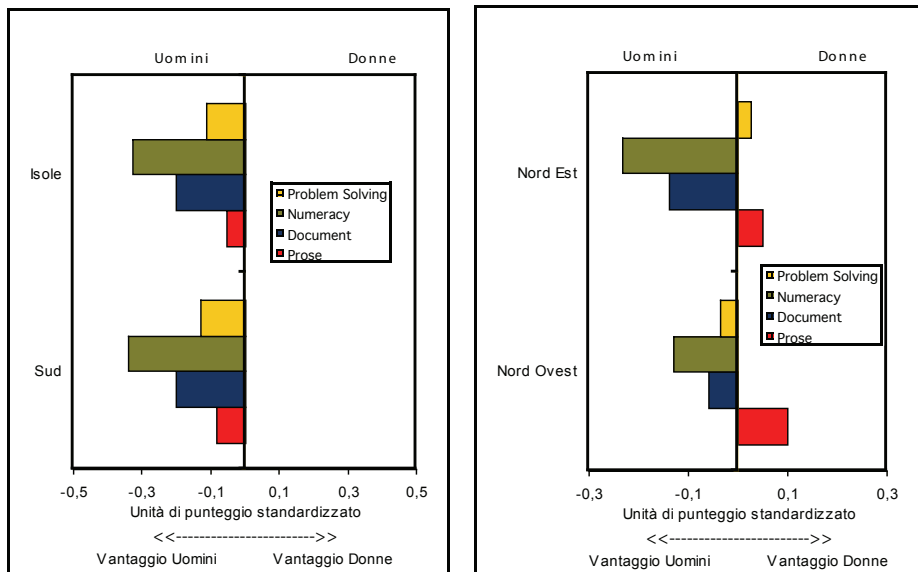 Uomini Donne
Isole
Problem Solving
Numeracy
Document
Prose
Sud
-0,5 -0,3 -0,1 0,1 0,3 0,5
Unità di punteggio standardizzato
<<----------------------->>
Vantaggio Uomini Vantaggio Donne
Uomini Donne
Nord Est
Problem Solving
Numeracy
Document
Prose
Nord Ovest
-0,3 -0,1 0,1 0,3
Unità di punteggio standardizzato
<<----------------------->>
Vantaggio Uomini Vantaggio Donne